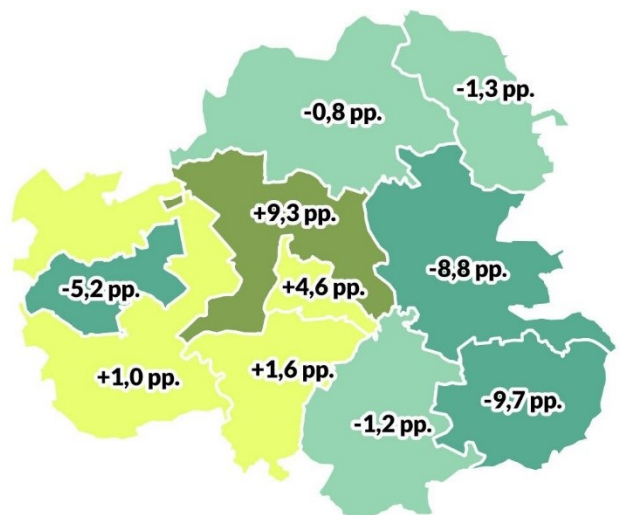 -1,3 pp.
-0,8 pp.
+9,3 pp.
-8,8 pp.
-5,2 pp.
+4,6 pp.
+1,0 pp.
+1,6 pp.
-9,7 pp.
-1,2 pp.